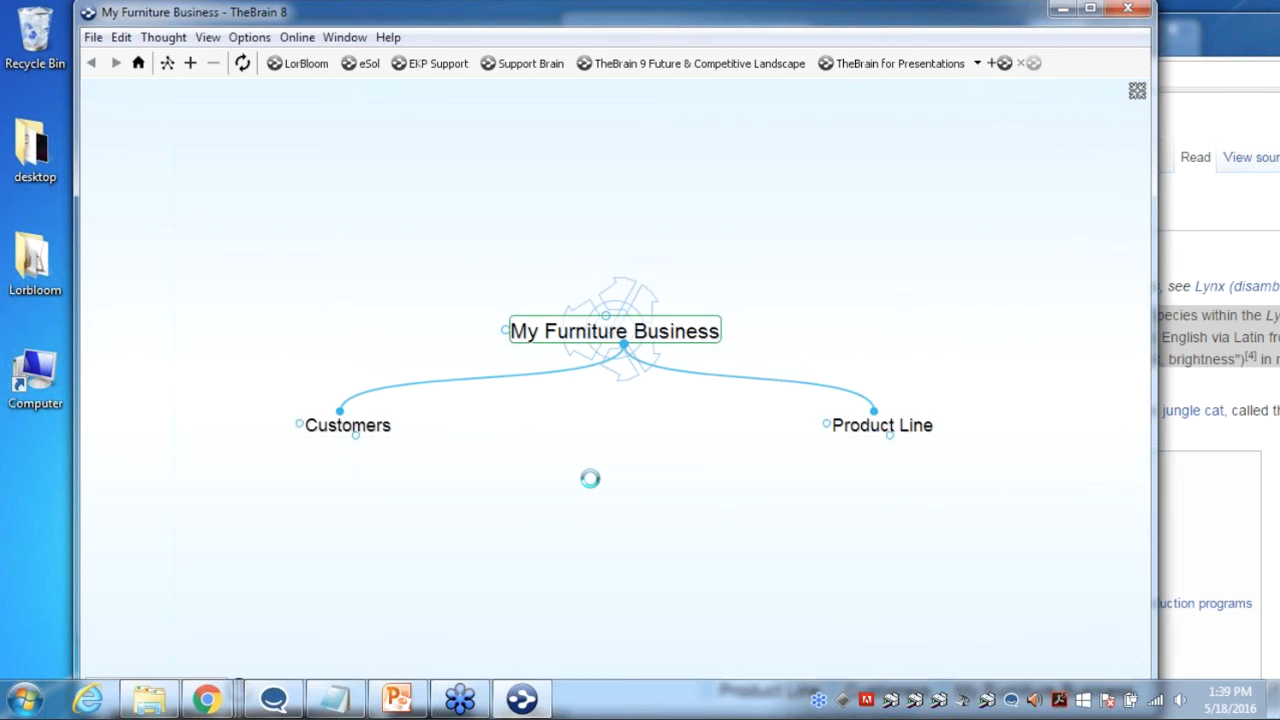 My Furniture Business - TheBrain 8
File Edit Thought View Options Online Window Help
LorBloom eSol EKP Support Support Brain TheBrain 9 Future & Competitive Landscape TheBrain for Presentations
Recycle Bin
desktop
Lorbloom
Computer
Read View sour
, see Lynx (disamb
pecies within the Ly
English via Latin fro
t, brightness")[4] in r
jungle cat, called th
uction programs
My Furniture Business
Customers
Product Line
1:39 PM
5/18/2016